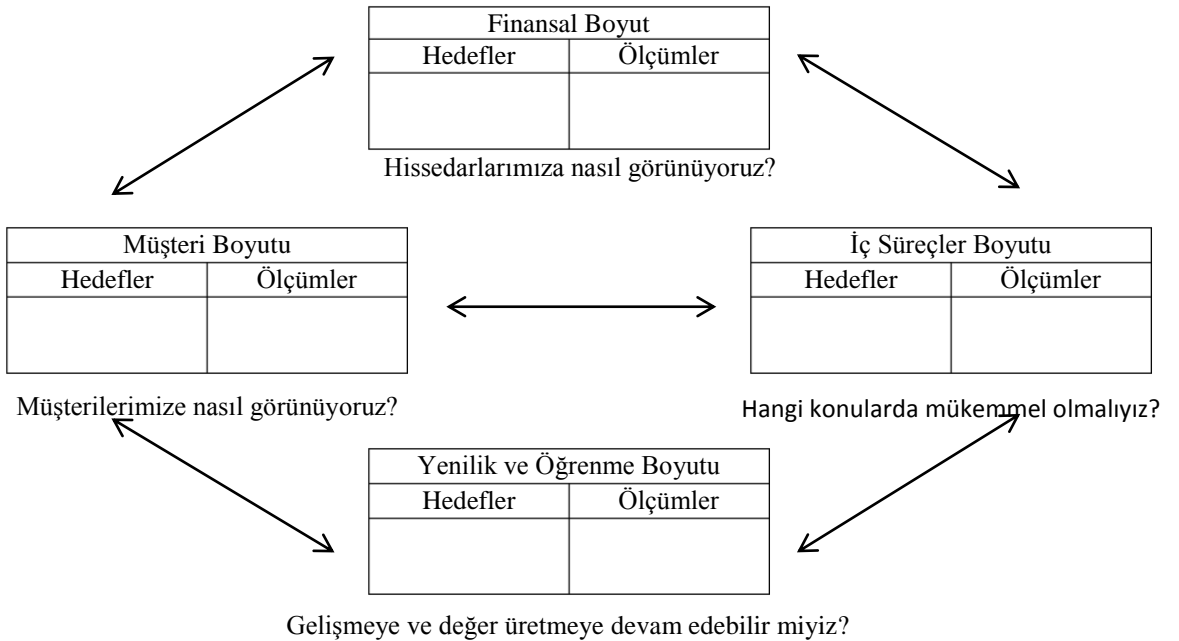 Finansal Boyut
Hedefler Ölçümler
Hissedarlarımıza nasıl görünüyoruz?
Müşteri Boyutu
Hedefler Ölçümler
Müşterilerimize nasıl görünüyoruz?
İç Süreçler Boyutu
Hedefler Ölçümler
Hangi konularda mükemmel olmalıyız?
Yenilik ve Öğrenme Boyutu
Hedefler Ölçümler
Gelişmeye ve değer üretmeye devam edebilir miyiz?